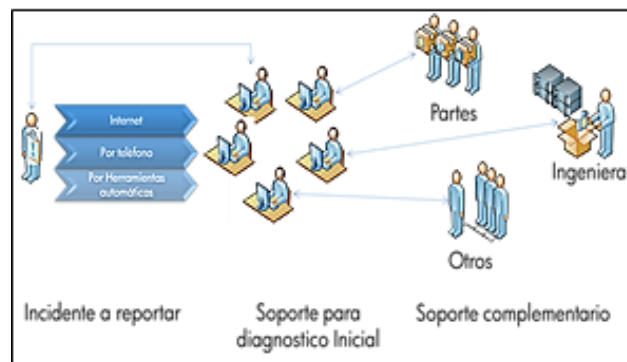 Internet
Por teléfono
Por Herramientas
automáticas
Partes
Ingeniera
Otros
Incidente a reportar
Soporte para
diagnostico Inicial
Soporte complementario